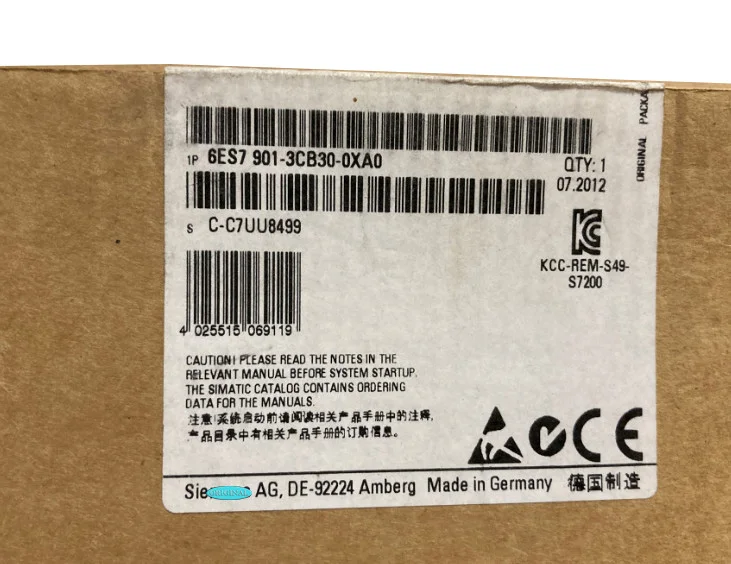 1P 6ES7 901-3CB30-0XA0
QTY: 1
07.2012
S C-C7UU8499
KCC-REM-S49-
S7200
4 025515 069119
CAUTION! PLEASE READ THE NOTES IN THE
RELEVANT MANUAL BEFORE SYSTEM STARTUP.
THE SIMATIC CATALOG CONTAINS ORDERING
DATA FOR THE MANUALS.
注意!系统启动前请阅读相关产品手册中的注释,
产品目录中有相关产品手册的订购信息。
CE
Sie ORIGINAL s AG, DE-92224 Amberg Made in Germany 德国制造
ORIGINAL PACKA